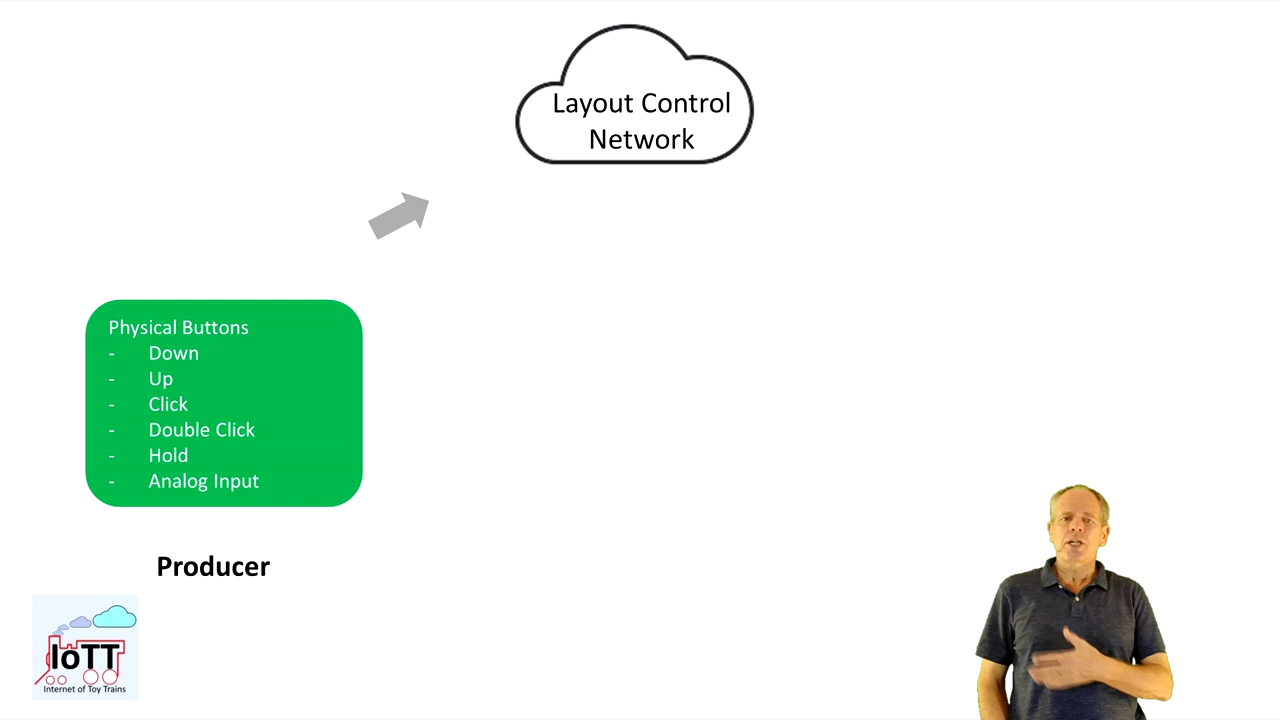 Layout Control
Network
Physical Buttons
- Down
- Up
- Click
- Double Click
- Hold
- Analog Input
Producer
IoTT
Internet of Toy Trains